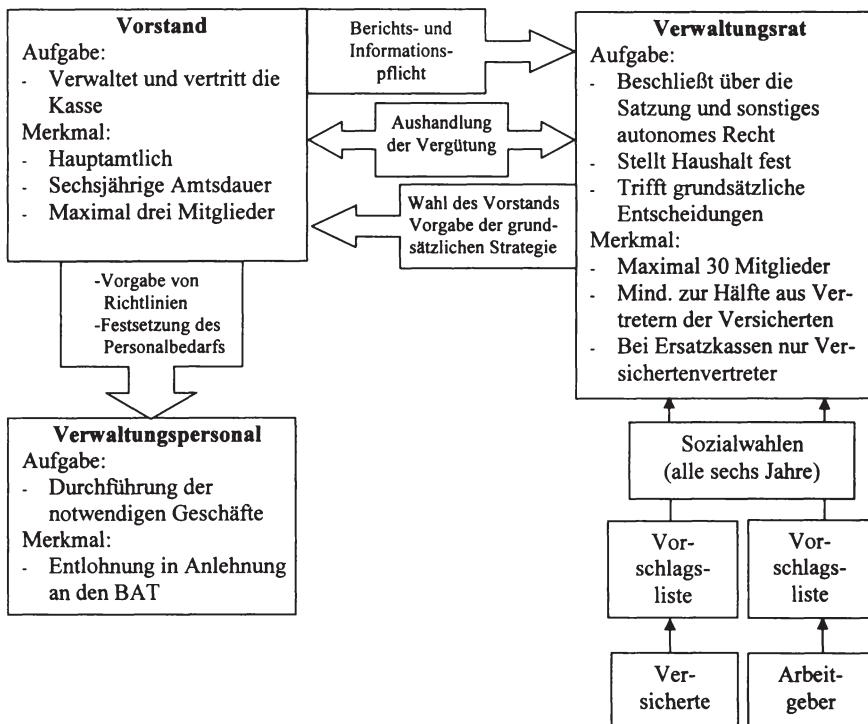 Vorstand
Aufgabe:
- Verwaltet und vertritt die
Kasse
Merkmal:
- Hauptamtlich
- Sechsjährige Amtsdauer
- Maximal drei Mitglieder
Berichts- und
Informations-
pflicht
Aushandlung
der Vergütung
Wahl des Vorstands
Vorgabe der grund-
sätzlichen Strategie
Verwaltungsrat
Aufgabe:
- Beschließt über die
Satzung und sonstiges
autonomes Recht
- Stellt Haushalt fest
- Trifft grundsätzliche
Entscheidungen
Merkmal:
- Maximal 30 Mitglieder
- Mind. zur Hälfte aus Ver-
tretern der Versicherten
- Bei Ersatzkassen nur Ver-
sichertenvertreter
-Vorgabe von
Richtlinien
-Festsetzung des
Personalbedarfs
Verwaltungspersonal
Aufgabe:
- Durchführung der
notwendigen Geschäfte
Merkmal:
- Entlohnung in Anlehnung
an den BAT
Sozialwahlen
(alle sechs Jahre)
Vor-
schlags-
liste
Vor-
schlags-
liste
Ver-
sicherte
Arbeit-
geber